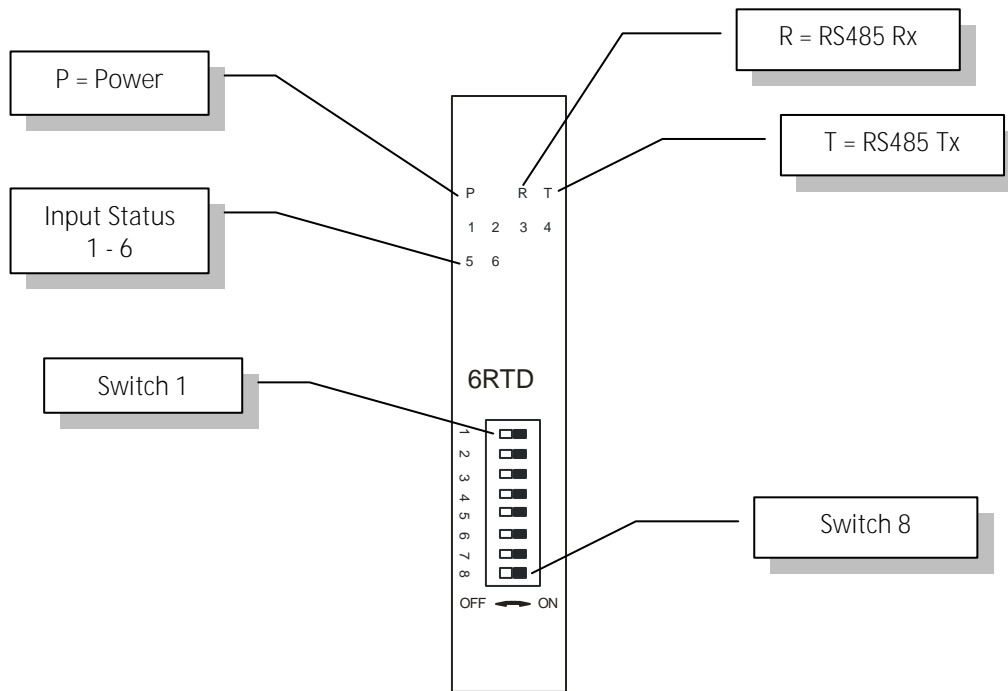 R = RS485 Rx
P = Power
T = RS485 Tx
P R T
Input Status
1 - 6
1 2 3 4
5 6
Switch 1
6RTD
1
2
3
4
5
6
7
8
Switch 8
OFF ON